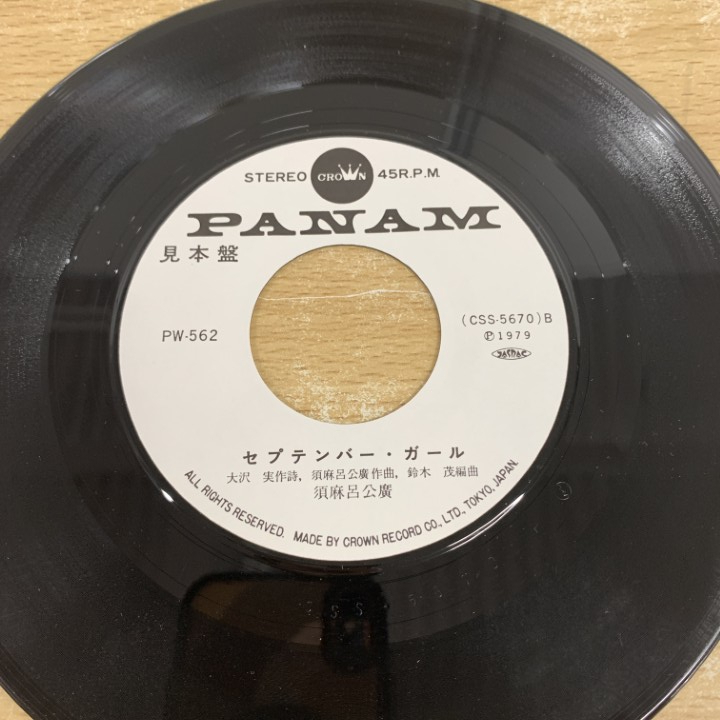 STEREO CROWN 45R.P.M.
PANAM
見本盤
(CSS-5670)B
PW-562
Ⓟ1979
JASRAC
セプテンバー・ガール
大沢 実作詩, 須麻呂公廣作曲, 鈴木 茂編曲
須麻呂公廣
ALL RIGHTS RESERVED. MADE BY CROWN RECORD CO., LTD., TOKYO, JAPAN.
S S